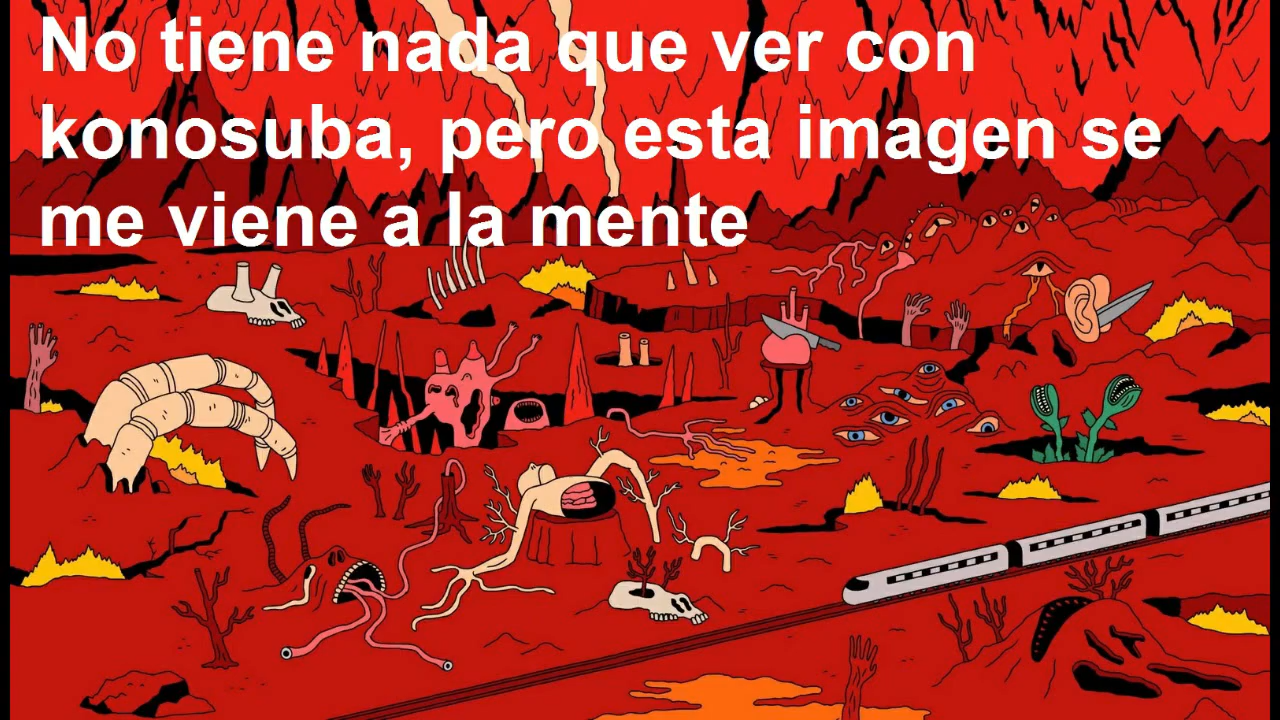 No tiene nada que ver con
konosuba, pero esta imagen se
me viene a la mente